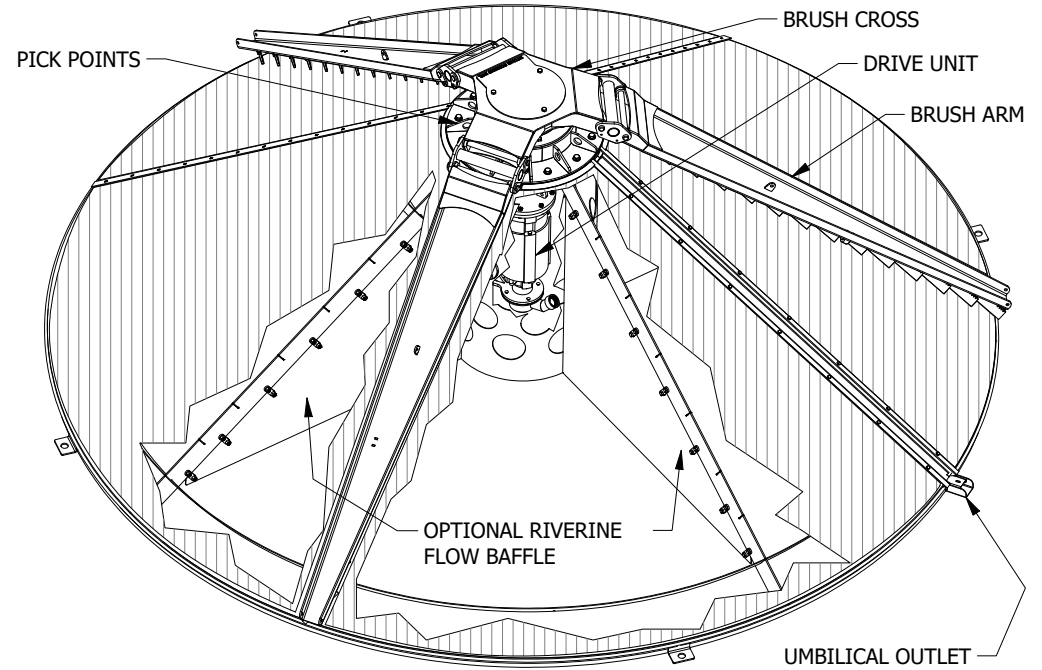 BRUSH CROSS
PICK POINTS
DRIVE UNIT
BRUSH ARM
OPTIONAL RIVERINE
FLOW BAFFLE
UMBILICAL OUTLET